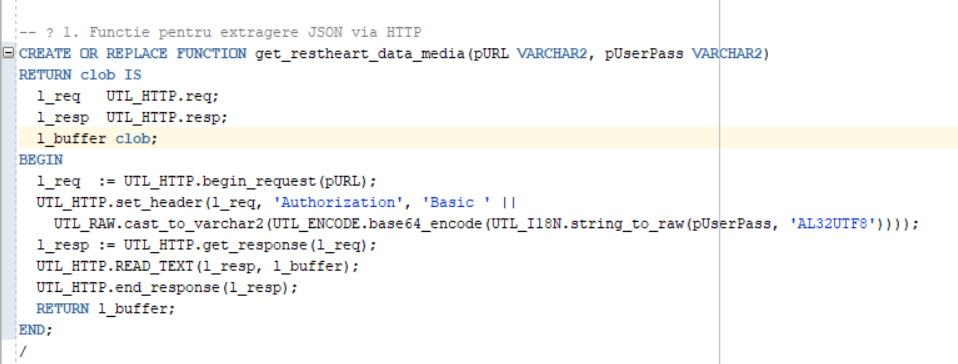 -- ? 1. Functie pentru extragere JSON via HTTP
CREATE OR REPLACE FUNCTION get_restheart_data_media(pURL VARCHAR2, pUserPass VARCHAR2)
RETURN clob IS
  l_req   UTL_HTTP.req;
  l_resp  UTL_HTTP.resp;
  l_buffer clob;
BEGIN
  l_req  := UTL_HTTP.begin_request(pURL);
  UTL_HTTP.set_header(l_req, 'Authorization', 'Basic ' ||
    UTL_RAW.cast_to_varchar2(UTL_ENCODE.base64_encode(UTL_I18N.string_to_raw(pUserPass, 'AL32UTF8'))));
  l_resp := UTL_HTTP.get_response(l_req);
  UTL_HTTP.READ_TEXT(l_resp, l_buffer);
  UTL_HTTP.end_response(l_resp);
  RETURN l_buffer;
END;
/